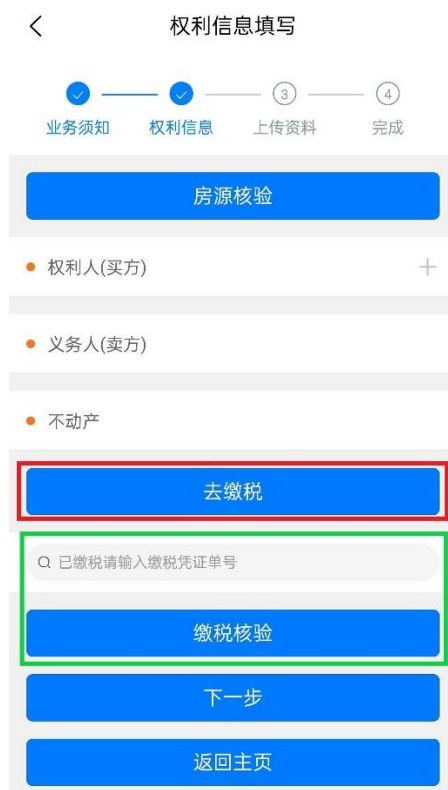 权利信息填写
3
4
业务须知 权利信息 上传资料 完成
房源核验
权利人(买方)
义务人(卖方)
不动产
去缴税
已缴税请输入缴税凭证单号
缴税核验
下一步
返回主页